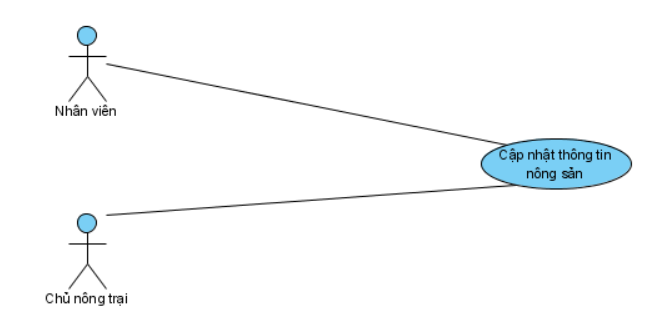 Nhân viên
Cập nhật thông tin
nông sản
Chủ nông trại